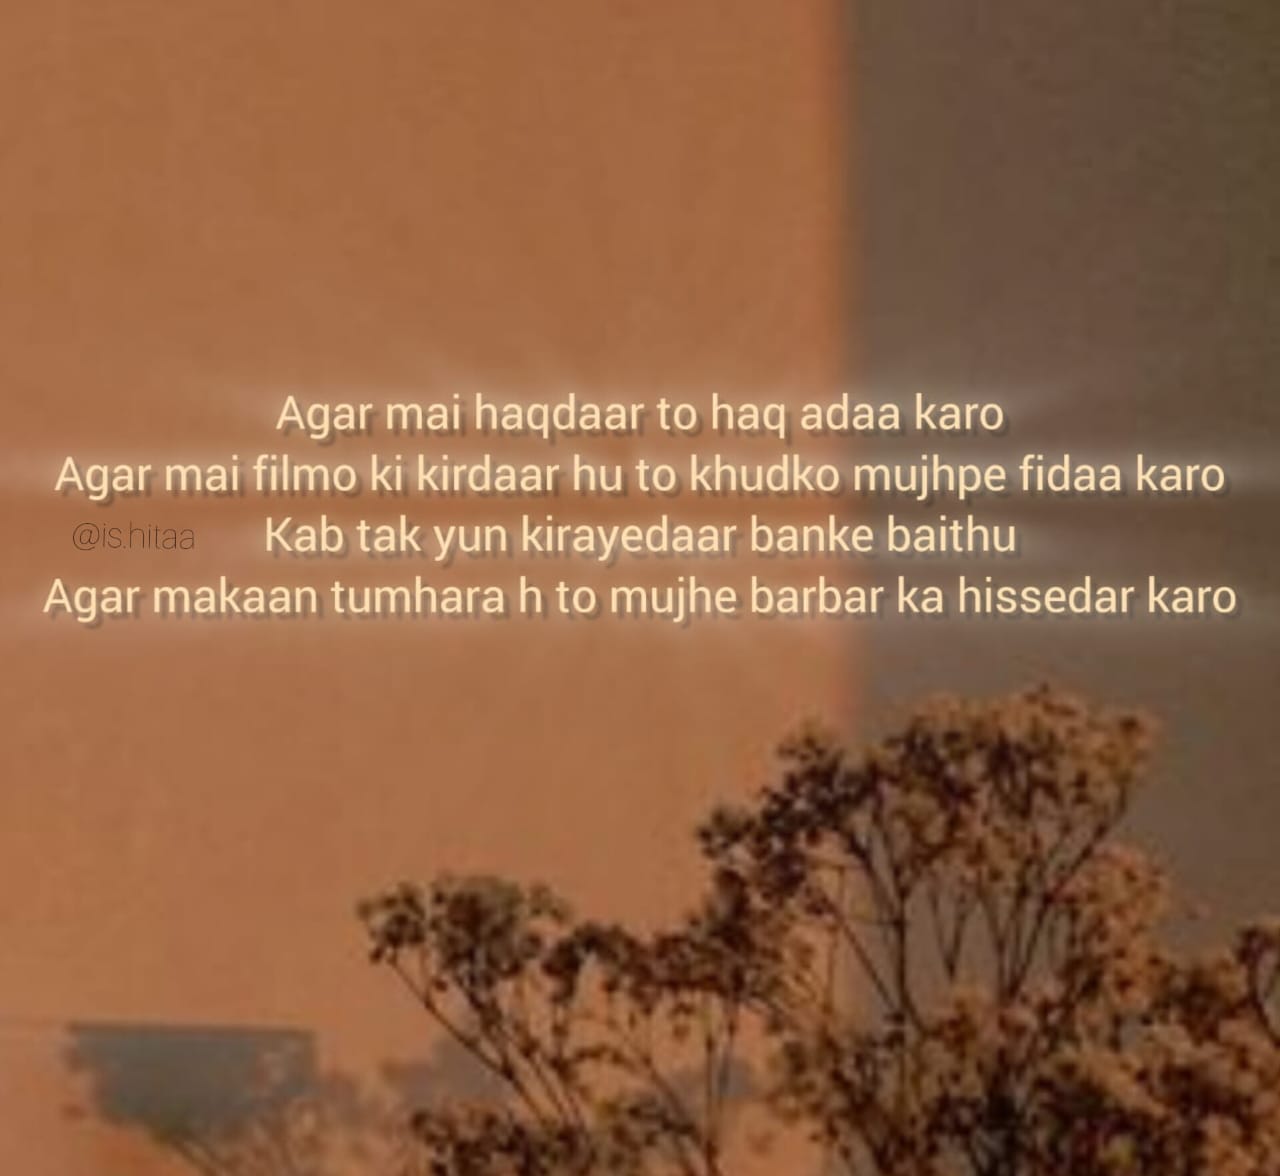 Agar mai haqdaar to haq adaa karo
Agar mai filmo ki kirdaar hu to khudko mujhpe fidaa karo
@is.hitaa
Kab tak yun kirayedaar banke baithu
Agar makaan tumhara h to mujhe barbar ka hissedar karo